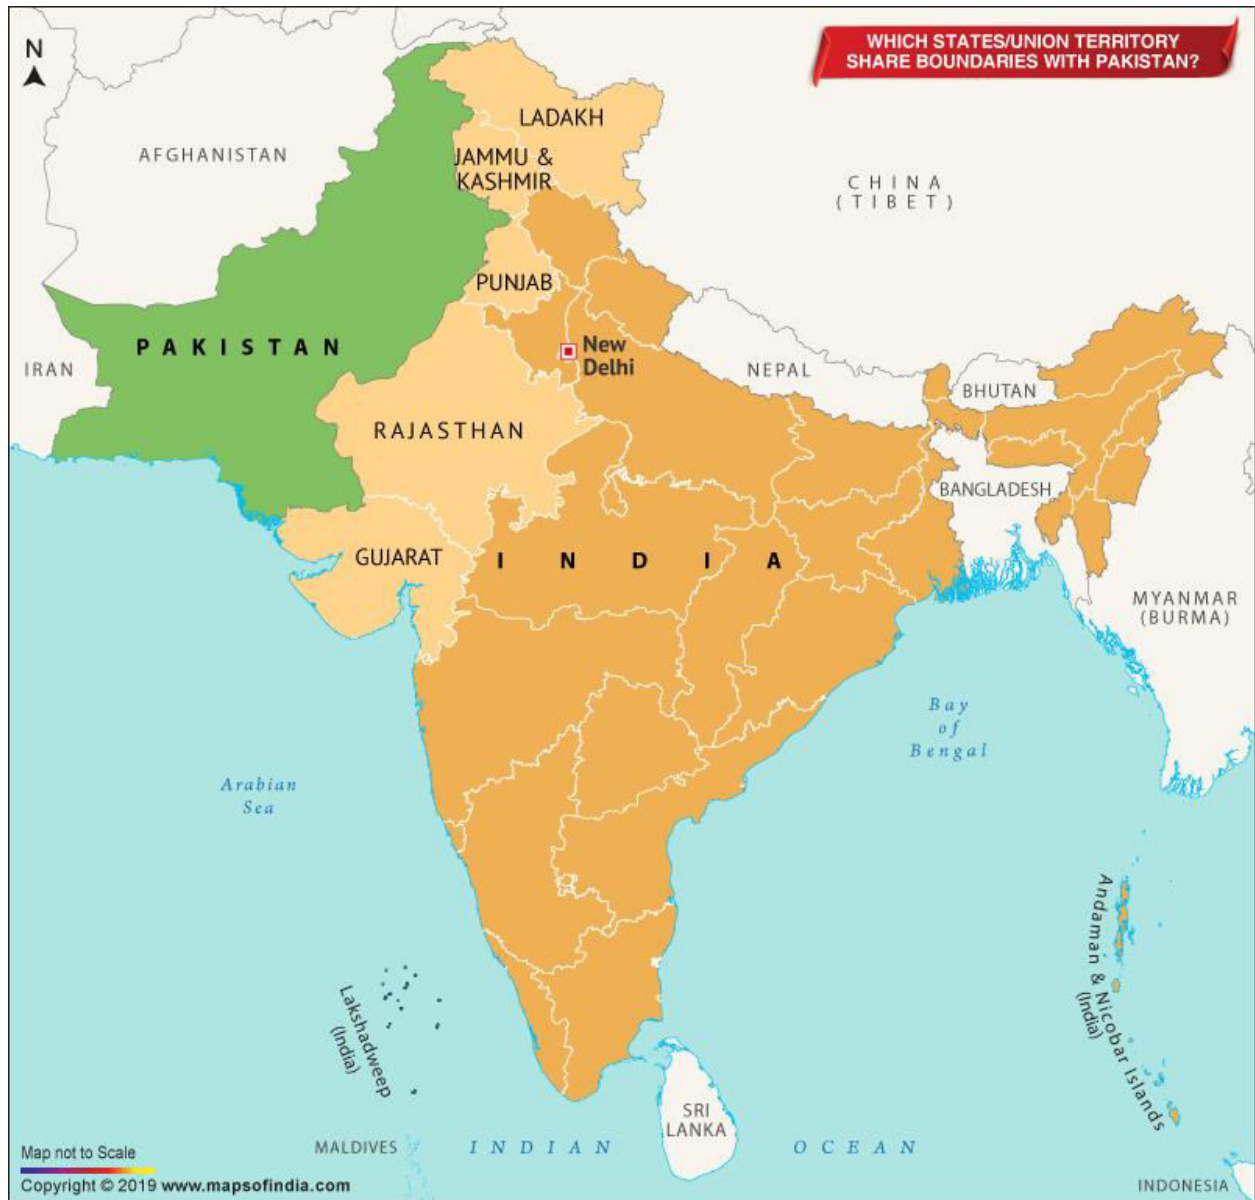 WHICH STATES/UNION TERRITORY
SHARE BOUNDARIES WITH PAKISTAN?
N
LADAKH
AFGHANISTAN
JAMMU &
KASHMIR
CHINA
(TIBET)
PUNJAB
PAKISTAN
New
Delhi
IRAN
NEPAL
BHUTAN
RAJASTHAN
BANGLADESH
GUJARAT
INDIA
MYANMAR
(BURMA)
Bay
of
Bengal
Arabian
Sea
Andaman & Nicobar Islands
(India)
Lakshadweep
(India)
SRI
LANKA
MALDIVES
INDIAN OCEAN
INDONESIA
Map not to Scale
Copyright © 2019 www.mapsofindia.com